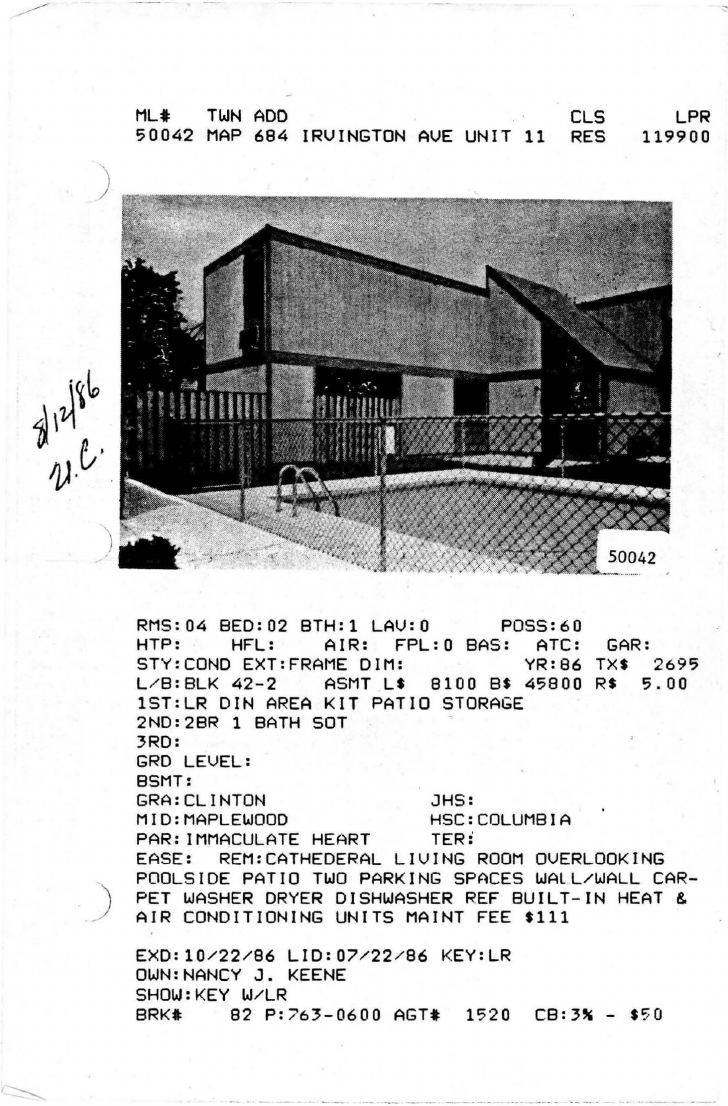 ML# TWN ADD CLS LPR
50042 MAP 684 IRVINGTON AVE UNIT 11 RES 119900
8/12/86
U.C.
50042
RMS:04 BED:02 BTH:1 LAV:0 POSS:60
HTP: HFL: AIR: FPL:0 BAS: ATC: GAR:
STY:COND EXT:FRAME DIM: YR:86 TX$ 2695
L/B:BLK 42-2 ASMT L$ 8100 B$ 45800 R$ 5.00
1ST:LR DIN AREA KIT PATIO STORAGE
2ND:2BR 1 BATH SOT
3RD:
GRD LEVEL:
BSMT:
GRA:CLINTON JHS:
MID:MAPLEWOOD HSC:COLUMBIA
PAR:IMMACULATE HEART TER:
EASE: REM:CATHEDERAL LIVING ROOM OVERLOOKING
POOLSIDE PATIO TWO PARKING SPACES WALL/WALL CAR-
PET WASHER DRYER DISHWASHER REF BUILT-IN HEAT &
AIR CONDITIONING UNITS MAINT FEE $111
EXD:10/22/86 LID:07/22/86 KEY:LR
OWN:NANCY J. KEENE
SHOW:KEY W/LR
BRK# 82 P:763-0600 AGT# 1520 CB:3% - $50